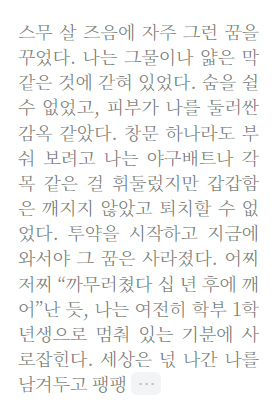 스무 살 즈음에 자주 그런 꿈을
꾸었다. 나는 그물이나 얇은 막
같은 것에 갇혀 있었다. 숨을 쉴
수 없었고, 피부가 나를 둘러싼
감옥 같았다. 창문 하나라도 부
숴 보려고 나는 야구배트나 각
목 같은 걸 휘둘렀지만 갑갑함
은 깨지지 않았고 퇴치할 수 없
었다. 투약을 시작하고 지금에
와서야 그 꿈은 사라졌다. 어찌
저찌 “까무러쳤다 십 년 후에 깨
어”난 듯, 나는 여전히 학부 1학
년생으로 멈춰 있는 기분에 사
로잡힌다. 세상은 넋 나간 나를
남겨두고 팽팽 ···